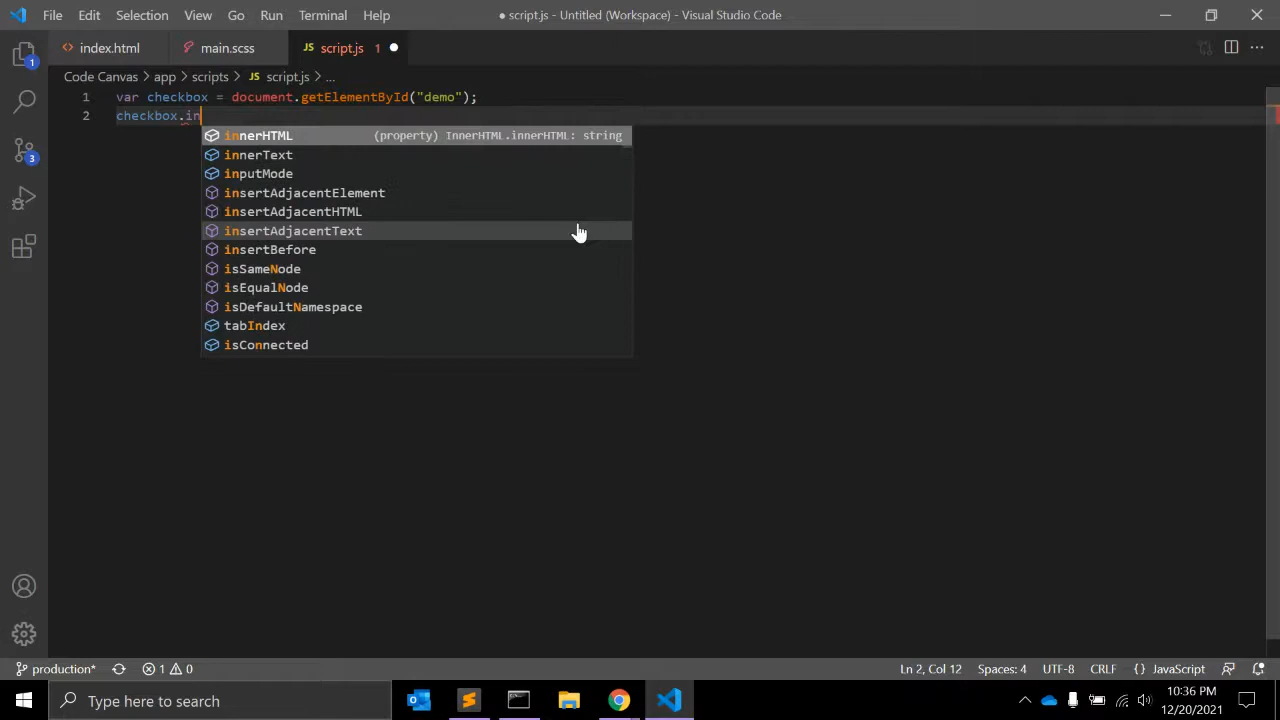 File Edit Selection View Go Run Terminal Help ● script.js - Untitled (Workspace) - Visual Studio Code
index.html main.scss JS script.js 1
Code Canvas > app > scripts > JS script.js > ...
1 var checkbox = document.getElementById("demo");
2 checkbox.in
innerHTML (property) InnerHTML.innerHTML: string
innerText
inputMode
insertAdjacentElement
insertAdjacentHTML
insertAdjacentText
insertBefore
isSameNode
isEqualNode
isDefaultNamespace
tabIndex
isConnected
1
3
production* 1 0 Ln 2, Col 12 Spaces: 4 UTF-8 CRLF {} JavaScript
Type here to search
10:36 PM
12/20/2021